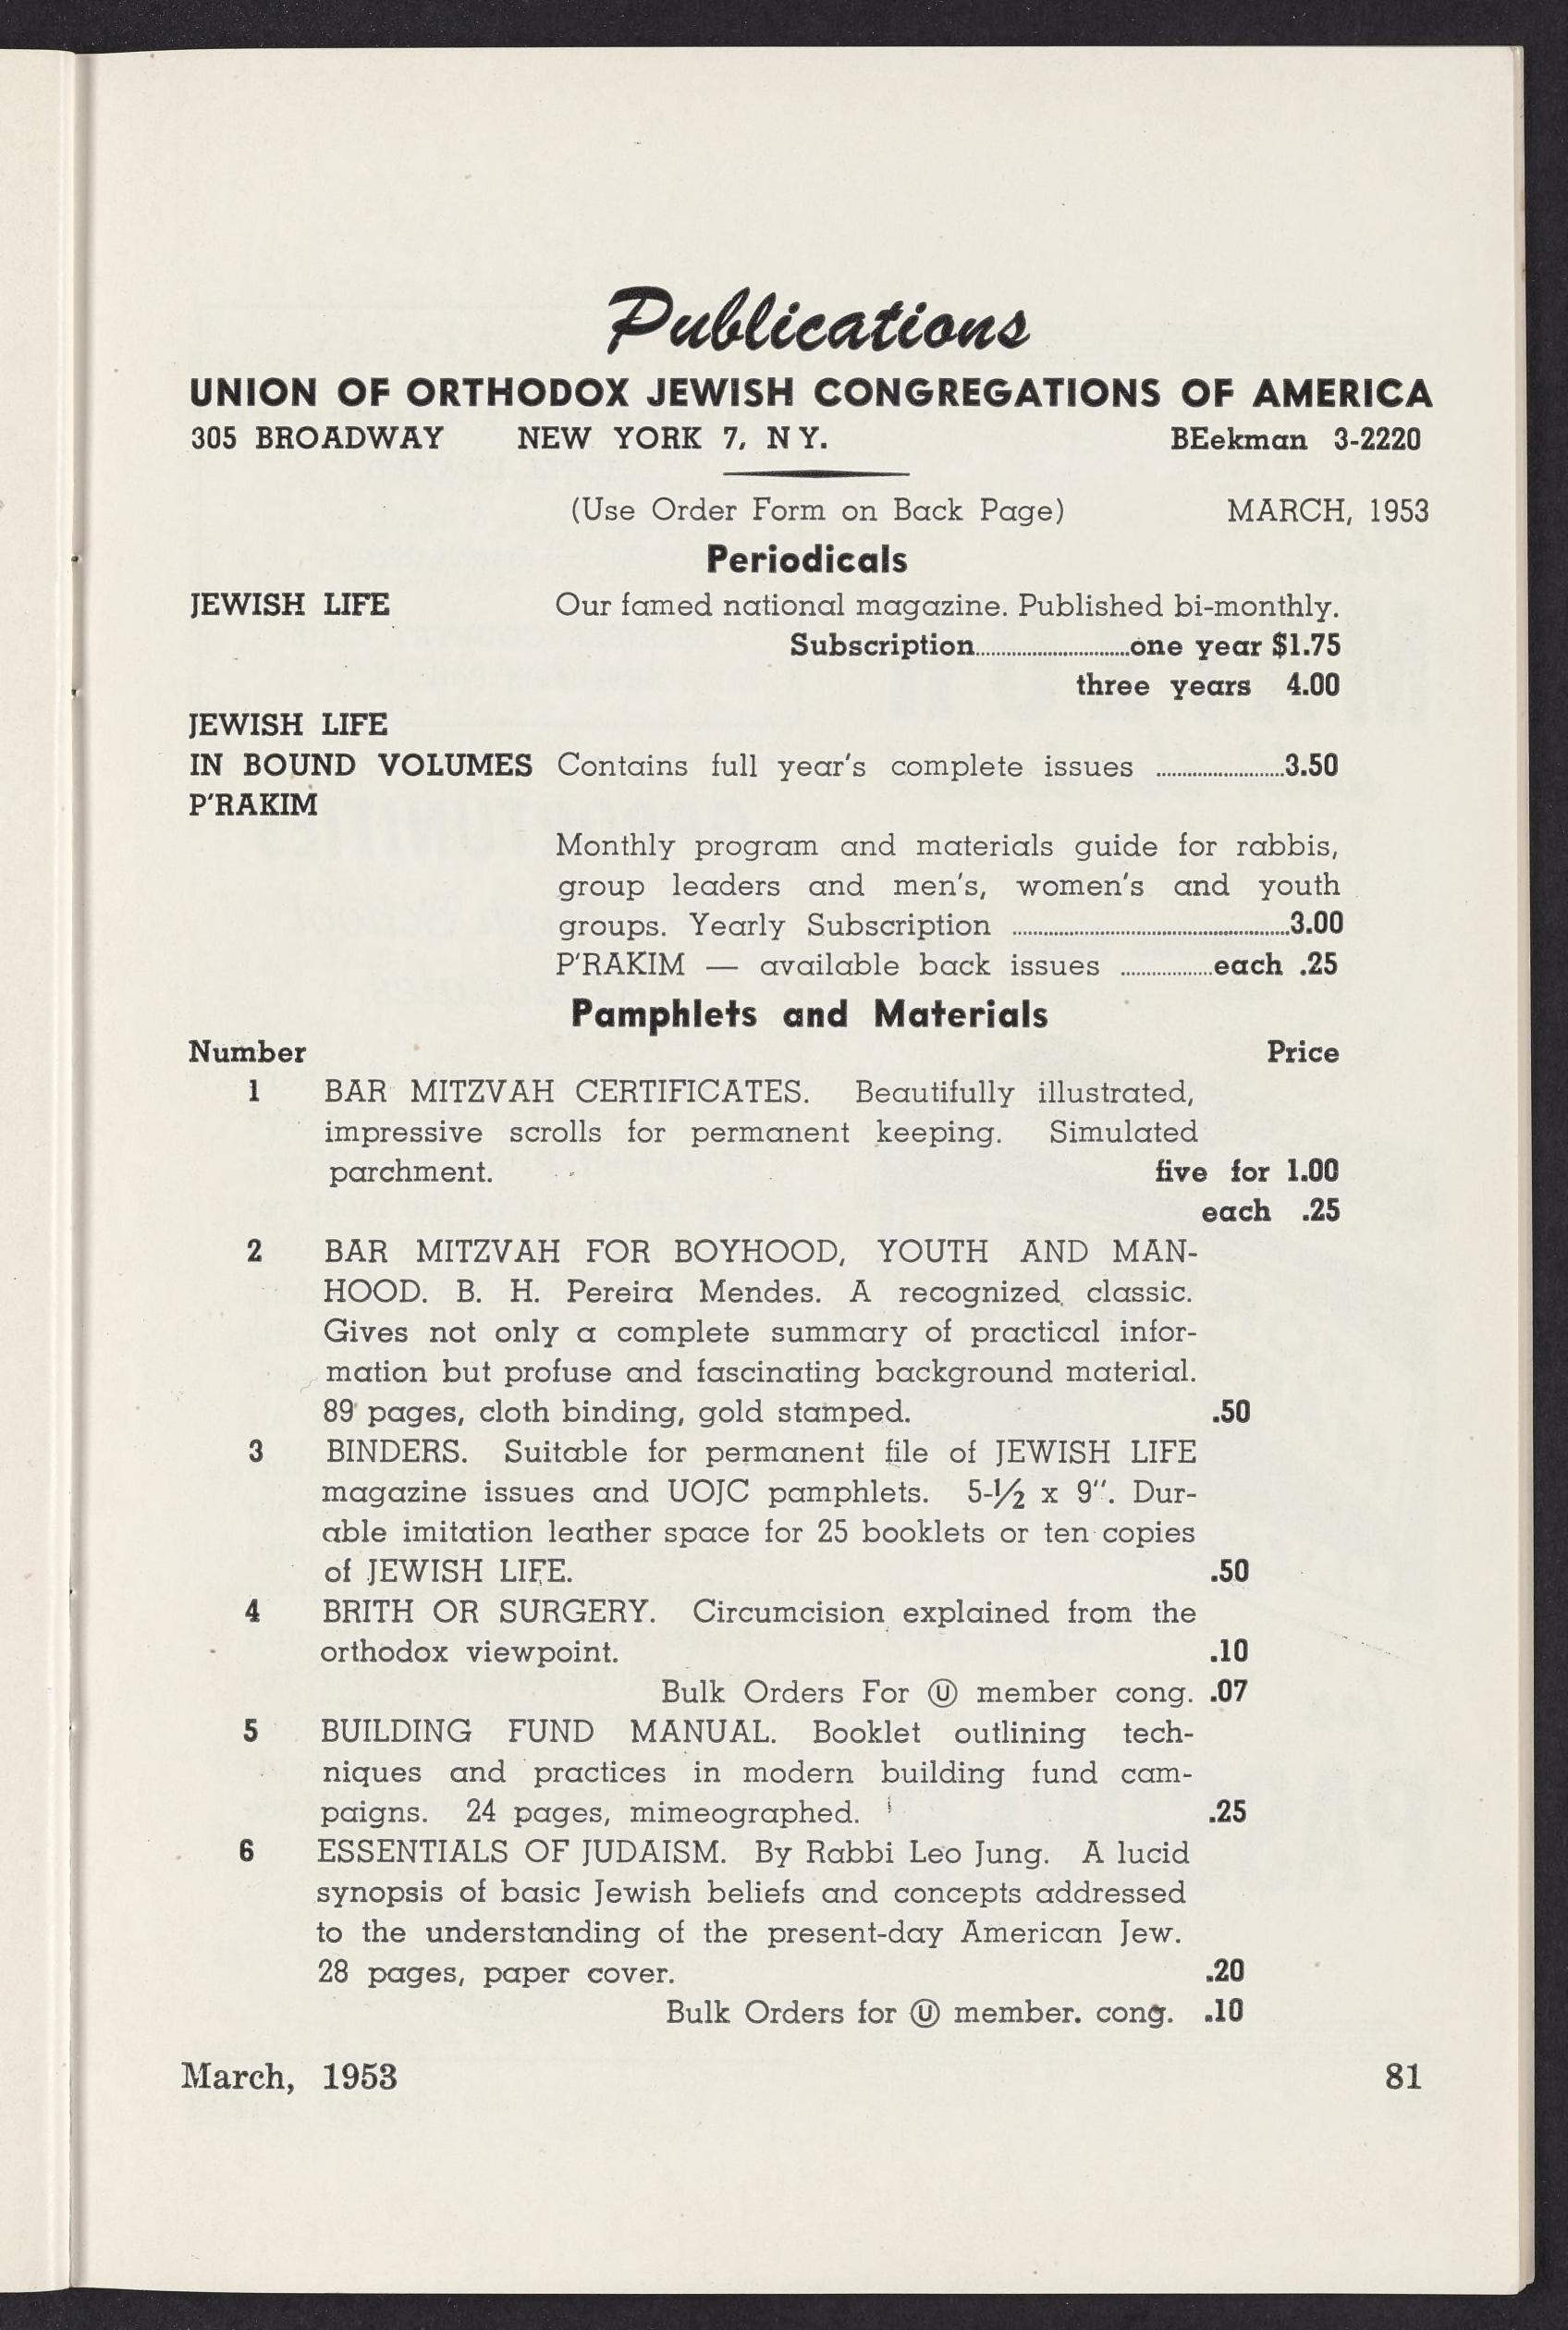 Publications
UNION OF ORTHODOX JEWISH CONGREGATIONS OF AMERICA
305 BROADWAY NEW YORK 7, N Y. BEekman 3-2220
(Use Order Form on Back Page) MARCH, 1953
Periodicals
JEWISH LIFE Our famed national magazine. Published bi-monthly.
Subscription..............................one year $1.75
three years 4.00
JEWISH LIFE
IN BOUND VOLUMES Contains full year's complete issues .........................3.50
P'RAKIM
Monthly program and materials guide for rabbis,
group leaders and men's, women's and youth
groups. Yearly Subscription ......................................................3.00
P'RAKIM — available back issues ..................each .25
Pamphlets and Materials
Number Price
1 BAR MITZVAH CERTIFICATES. Beautifully illustrated,
impressive scrolls for permanent keeping. Simulated
parchment. five for 1.00
each .25
2 BAR MITZVAH FOR BOYHOOD, YOUTH AND MAN-
HOOD. B. H. Pereira Mendes. A recognized classic.
Gives not only a complete summary of practical infor-
mation but profuse and fascinating background material.
89 pages, cloth binding, gold stamped. .50
3 BINDERS. Suitable for permanent file of JEWISH LIFE
magazine issues and UOJC pamphlets. 5-½ x 9". Dur-
able imitation leather space for 25 booklets or ten copies
of JEWISH LIFE. .50
4 BRITH OR SURGERY. Circumcision explained from the
orthodox viewpoint. .10
Bulk Orders For Ⓤ member cong. .07
5 BUILDING FUND MANUAL. Booklet outlining tech-
niques and practices in modern building fund cam-
paigns. 24 pages, mimeographed. .25
6 ESSENTIALS OF JUDAISM. By Rabbi Leo Jung. A lucid
synopsis of basic Jewish beliefs and concepts addressed
to the understanding of the present-day American Jew.
28 pages, paper cover. .20
Bulk Orders for Ⓤ member. cong. .10
March, 1953 81